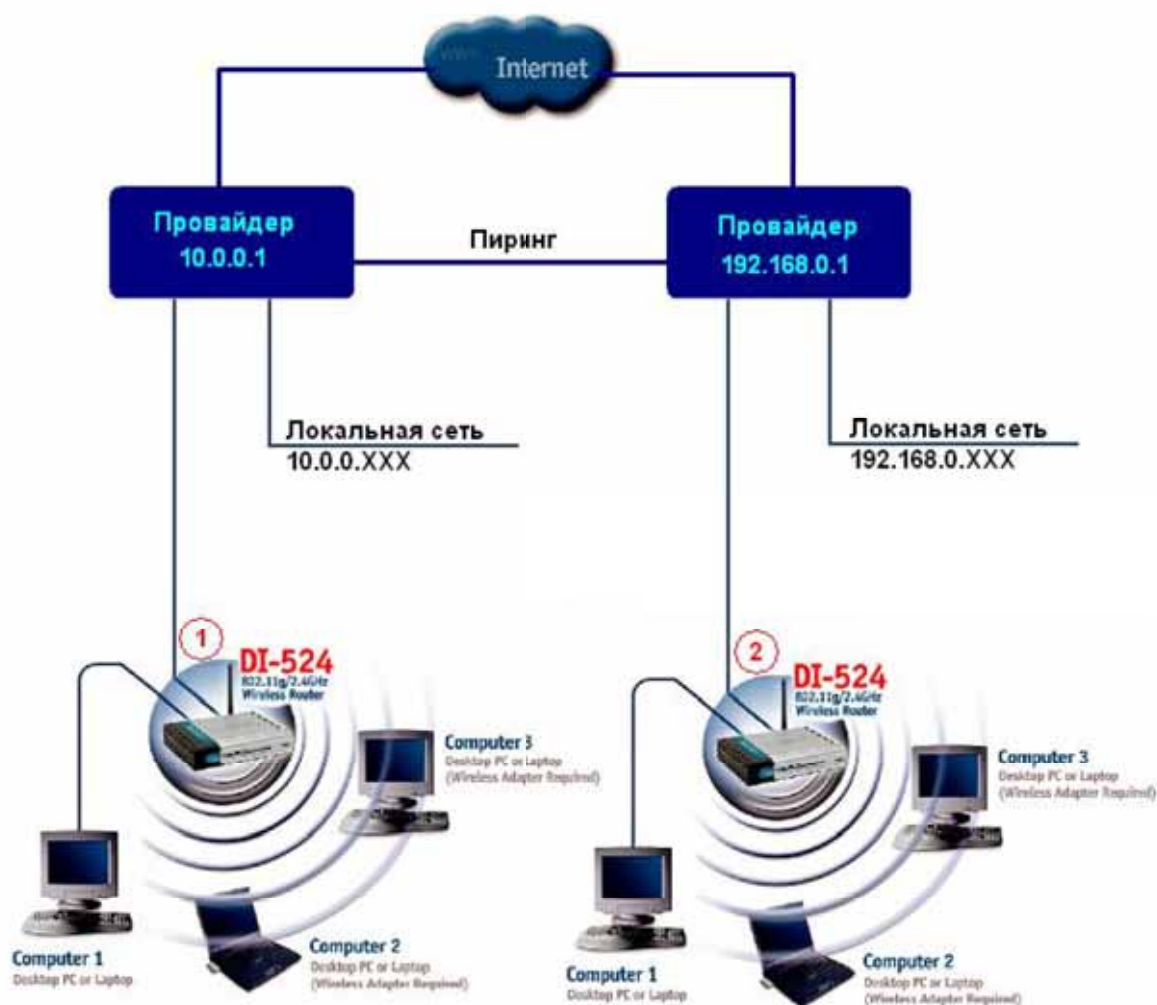 www
Internet
Провайдер
10.0.0.1
Пиринг
Провайдер
192.168.0.1
Локальная сеть
10.0.0.XXX
Локальная сеть
192.168.0.XXX
1
DI-524
802.11g/2.4GHz
Wireless Router
2
DI-524
802.11g/2.4GHz
Wireless Router
Computer 3
Desktop PC or Laptop
(Wireless Adapter Required)
Computer 3
Desktop PC or Laptop
(Wireless Adapter Required)
Computer 1
Desktop PC or Laptop
Computer 2
Desktop PC or Laptop
(Wireless Adapter Required)
Computer 1
Desktop PC or Laptop
Computer 2
Desktop PC or Laptop
(Wireless Adapter Required)